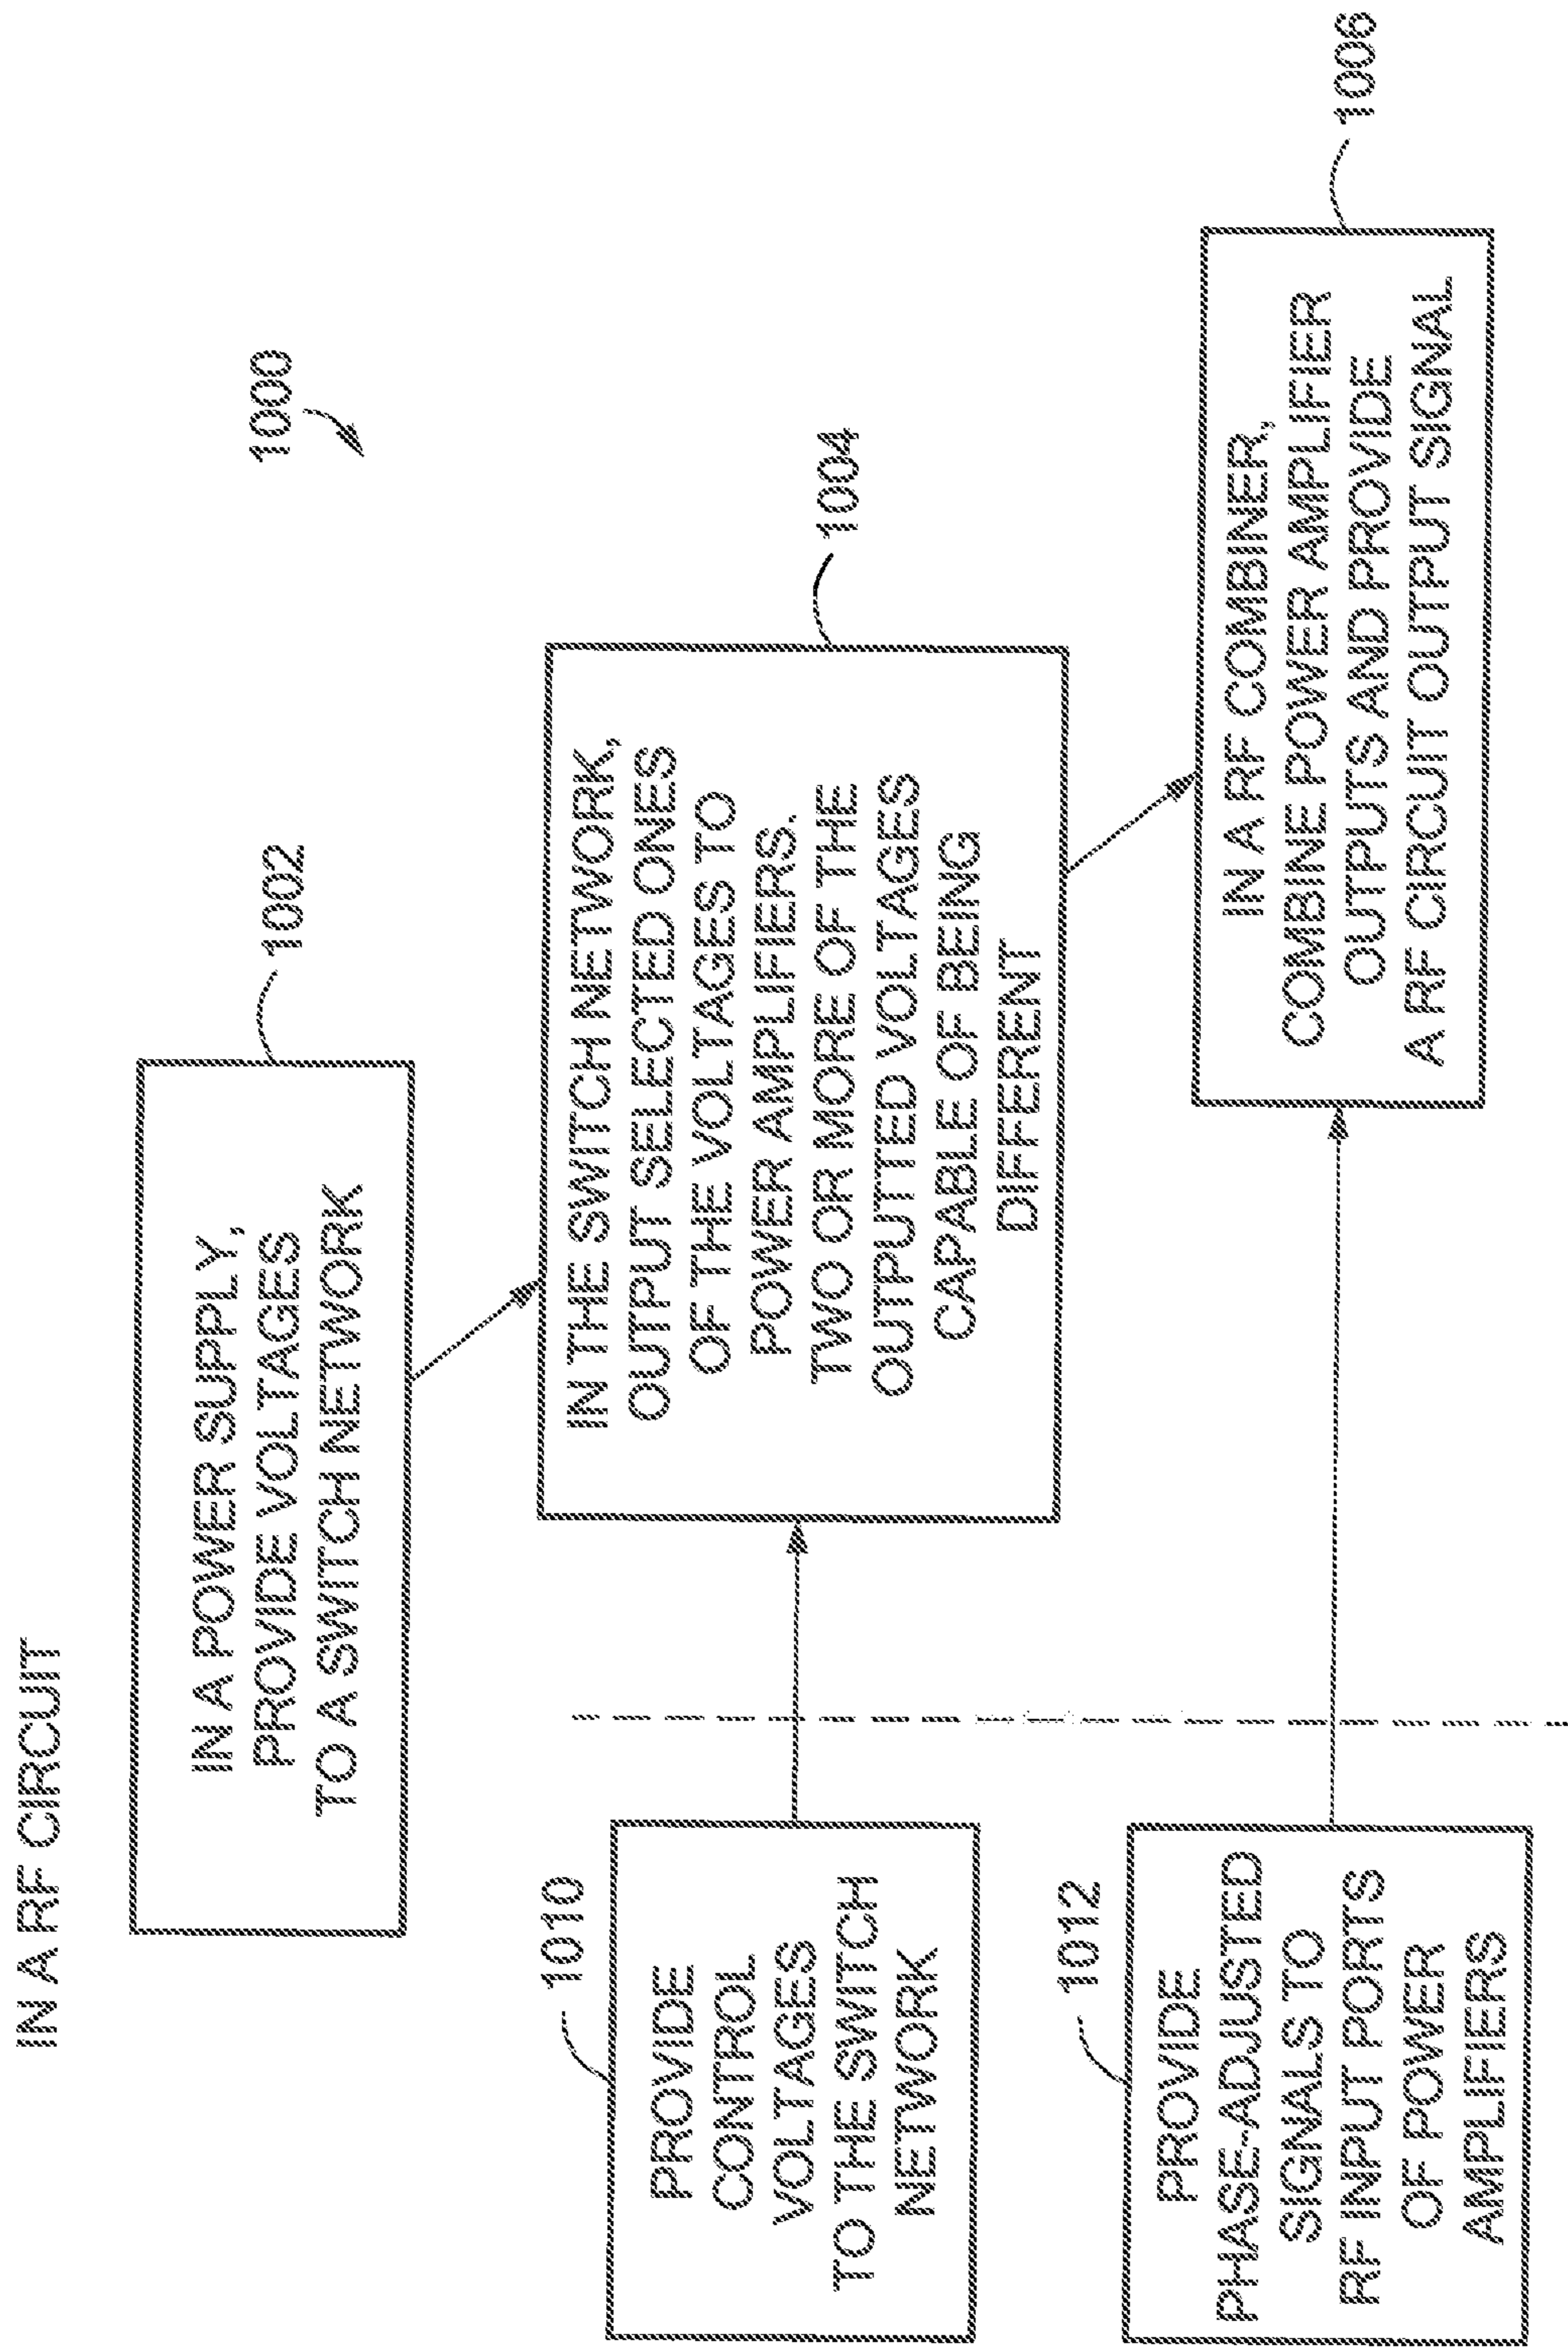 IN A RF CIRCUIT
1000
IN A POWER SUPPLY,
PROVIDE VOLTAGES
TO A SWITCH NETWORK
1002
IN THE SWITCH NETWORK,
OUTPUT SELECTED ONES
OF THE VOLTAGES TO
POWER AMPLIFIERS.
TWO OR MORE OF THE
OUTPUTTED VOLTAGES
CAPABLE OF BEING
DIFFERENT
1004
PROVIDE
CONTROL
VOLTAGES
TO THE SWITCH
NETWORK
1010
IN A RF COMBINER,
COMBINE POWER AMPLIFIER
OUTPUTS AND PROVIDE
A RF CIRCUIT OUTPUT SIGNAL
1006
PROVIDE
PHASE-ADJUSTED
SIGNALS TO
RF INPUT PORTS
OF POWER
AMPLIFIERS
1012